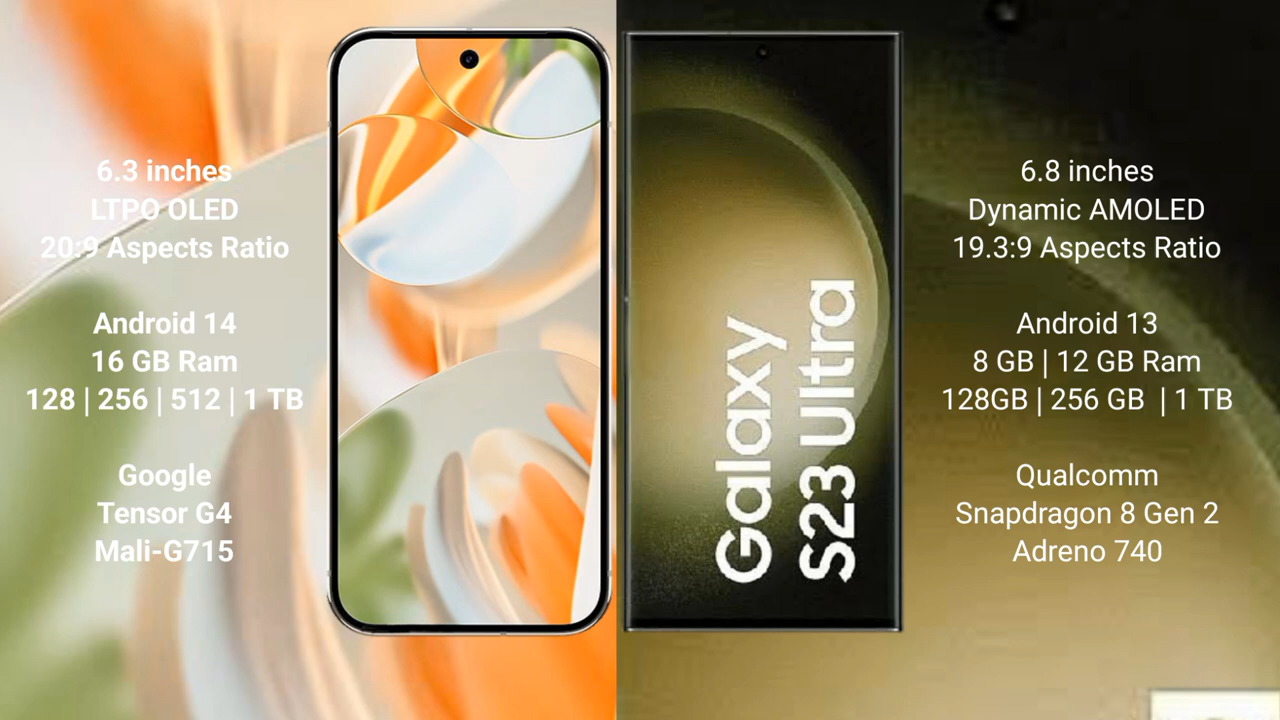 6.3 inches
LTPO OLED
20:9 Aspects Ratio
Android 14
16 GB Ram
128 | 256 | 512 | 1 TB
Google
Tensor G4
Mali-G715
Galaxy
S23 Ultra
6.8 inches
Dynamic AMOLED
19.3:9 Aspects Ratio
Android 13
8 GB | 12 GB Ram
128GB | 256 GB | 1 TB
Qualcomm
Snapdragon 8 Gen 2
Adreno 740